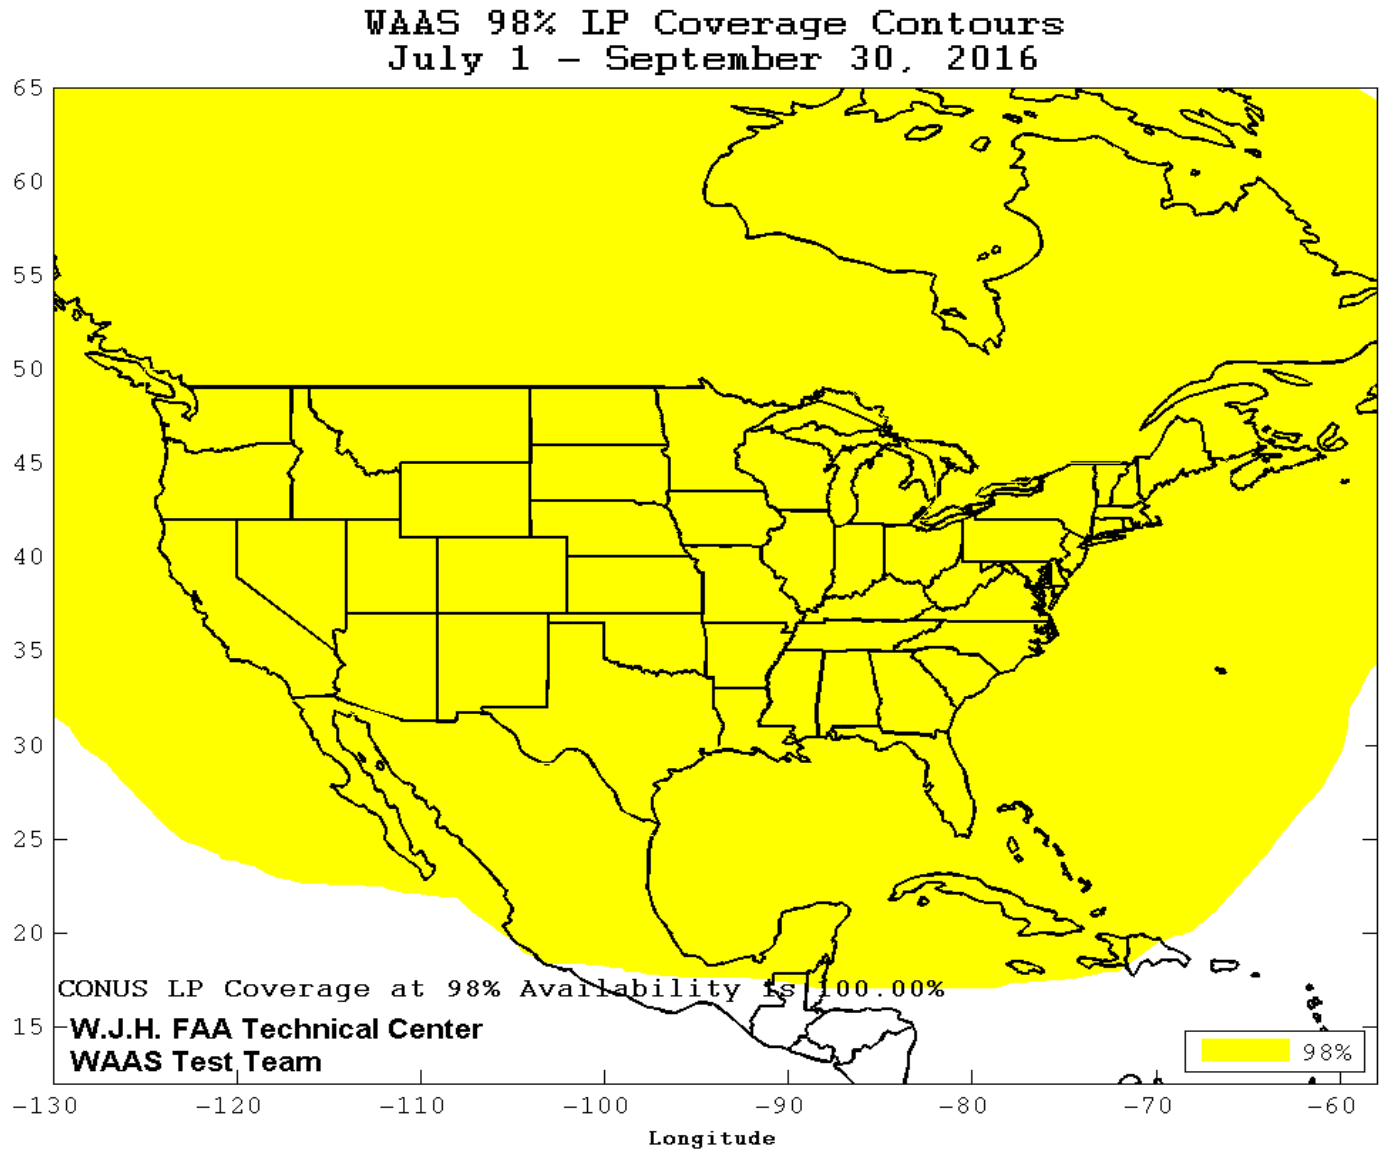 WAAS 98% LP Coverage Contours
July 1 – September 30, 2016
65
60
55
50
45
40
35
30
25
20
15
CONUS LP Coverage at 98% Availability is 100.00%
W.J.H. FAA Technical Center
WAAS Test Team
98%
-130 -120 -110 -100 -90 -80 -70 -60
Longitude